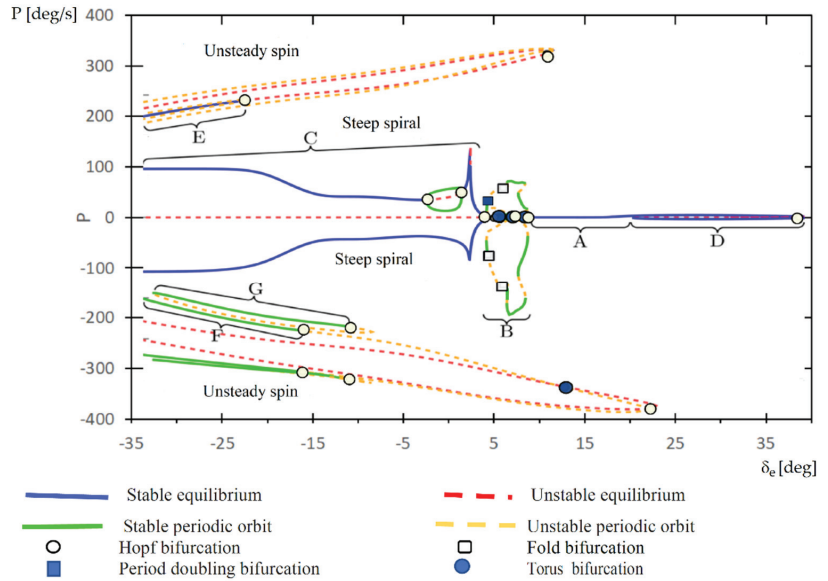 P [deg/s]
400
300
200
100
0
-100
-200
-300
-400
P
Unsteady spin
E
Steep spiral
C
A
D
Steep spiral
G
F
B
Unsteady spin
-35
-25
-15
-5
5
15
25
35
δe [deg]
Stable equilibrium
Unstable equilibrium
Stable periodic orbit
Unstable periodic orbit
Hopf bifurcation
Fold bifurcation
Period doubling bifurcation
Torus bifurcation